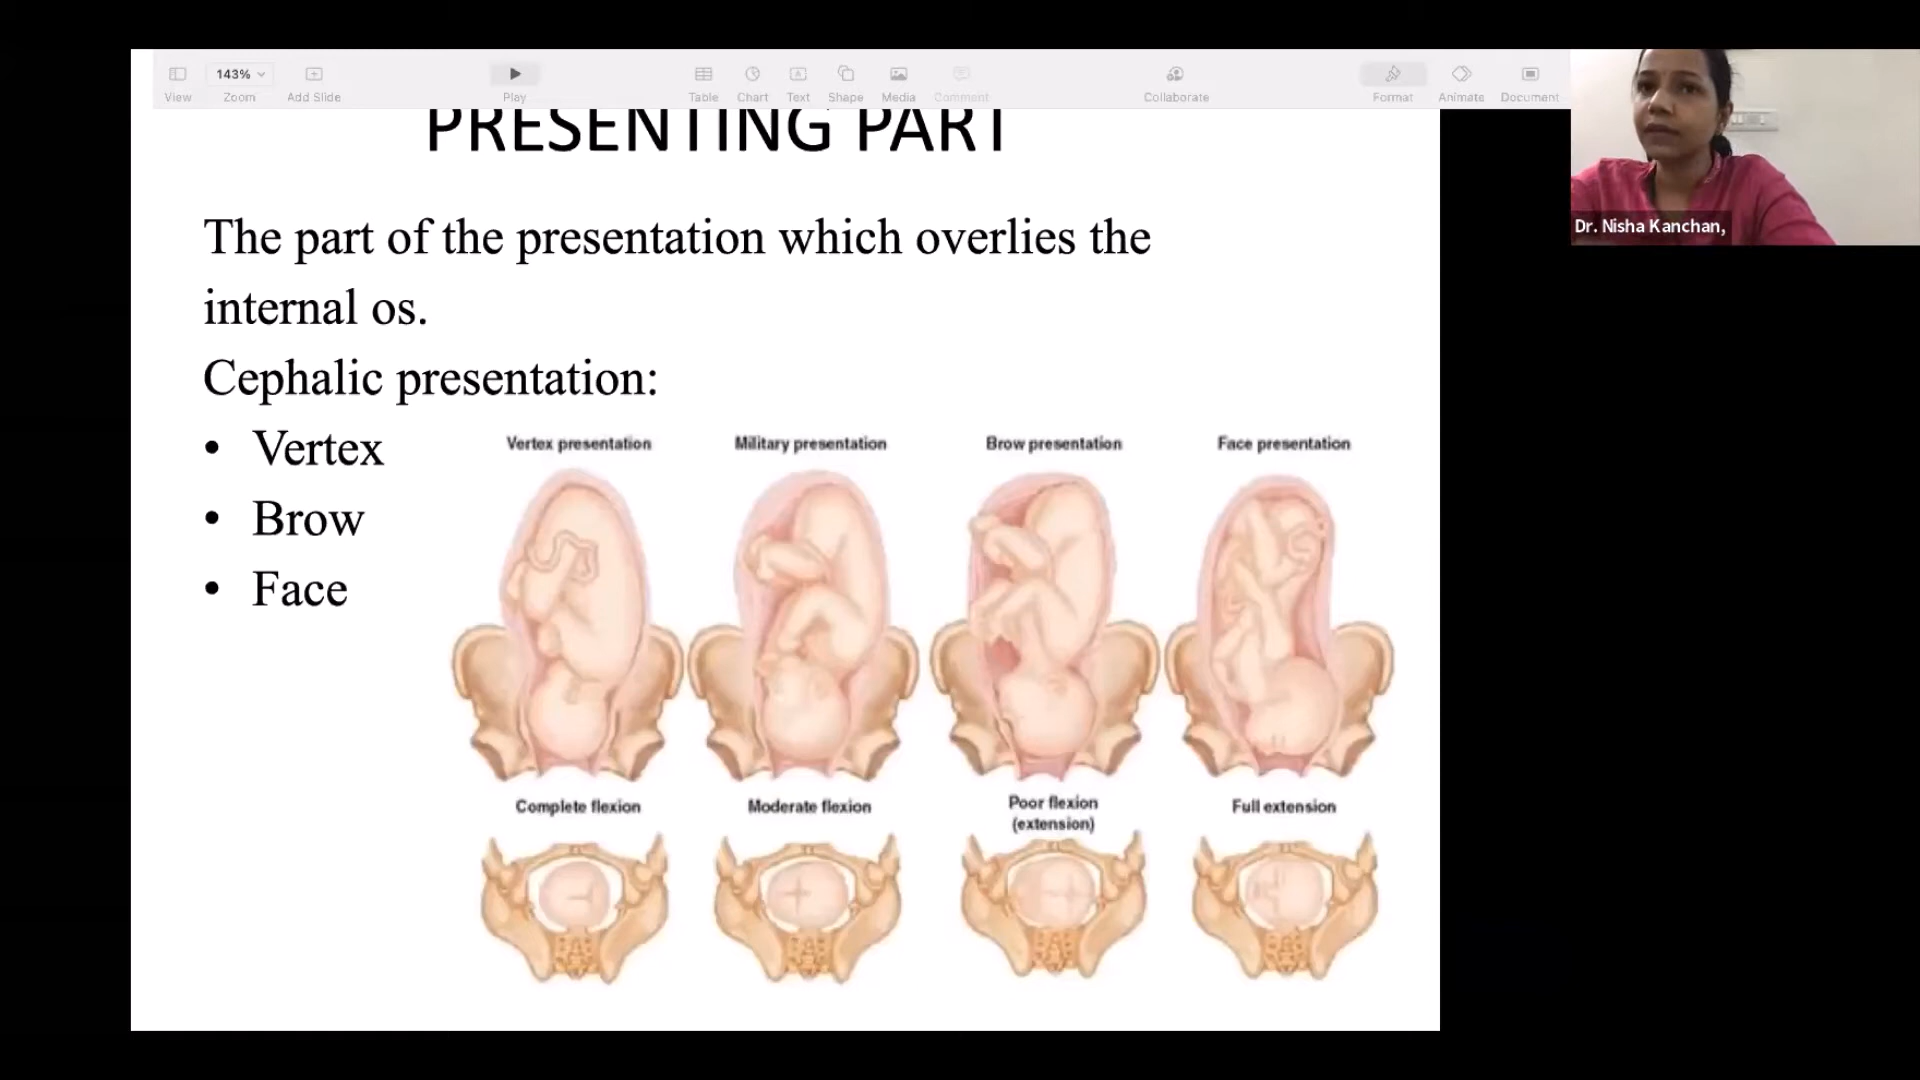 143%
View
Zoom
Add Slide
Play
Table
Chart
Text
Shape
Media
Comment
Collaborate
Format
Animate
Document
Dr. Nisha Kanchan,
PRESENTING PART
The part of the presentation which overlies the
internal os.
Cephalic presentation:
• Vertex
• Brow
• Face
Vertex presentation
Military presentation
Brow presentation
Face presentation
Complete flexion
Moderate flexion
Poor flexion
(extension)
Full extension